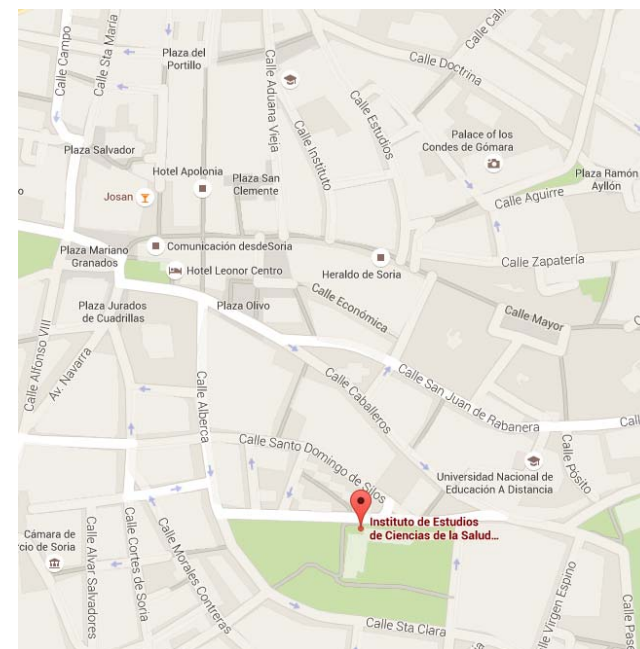 Calle Campo
Calle Sta María
Plaza del
Portillo
Calle Aduana Vieja
Calle Doctrina
Calle Cali
Calle Instituto
Calle Estudios
Palace of los
Condes de Gómara
Plaza Salvador
Hotel Apolonia
Plaza San
Clemente
Plaza Ramón
Ayllón
Josan
Calle Aguirre
o
Plaza Mariano
Granados
Comunicación desdeSoria
Hotel Leonor Centro
Heraldo de Soria
Calle Zapatería
Plaza Jurados
de Cuadrillas
Plaza Olivo
Calle Económica
Calle Mayor
Calle Alfonso VIII
Av. Navarra
Calle Alberca
Calle Caballeros
Calle San Juan de Rabanera
Call
Calle Santo Domingo de Silos
Universidad Nacional de
Educación A Distancia
Calle Pósito
Instituto de Estudios
de Ciencias de la Salud...
Cámara de
rcio de Soria
Calle Alvar Salvadores
Calle Cortes de
Soria
Calle Morales Contreras
Calle Sta Clara
lle Virgen Espino
Calle Pasc